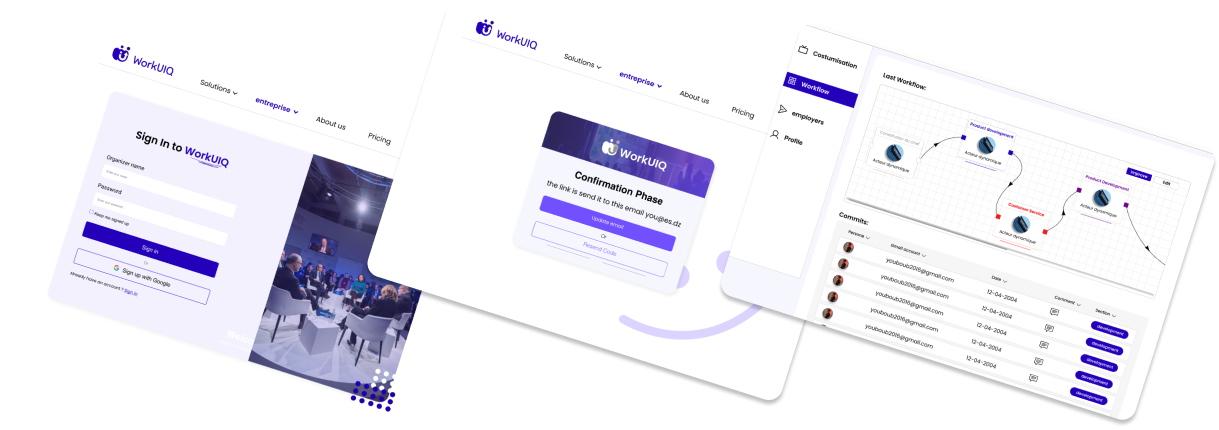 WorkUIQ
Solutions
entreprise
About us
Pricing
Sign In to WorkUIQ
Organizer name
Enter your name
Password
Enter your password
Keep me signed up
Sign in
Or
Sign up with Google
Already have an account ? Sign in
WorkUIQ
Solutions
entreprise
About us
Pricing
WorkUIQ
Confirmation Phase
the link is send it to this email you@es.dz
Update email
Or
Resend Code
Costumisation
Workflow
employers
Profile
Last Workflow:
Acteur dynamique
Product development
Acteur dynamique
Customer Service
Acteur dynamique
Product Development
Acteur Dynamique
Improve
Edit
Commits:
Persone
Gmail account
Date
Comment
Section
youboub2016@gmail.com
12-04-2004
development
youboub2016@gmail.com
12-04-2004
development
youboub2016@gmail.com
12-04-2004
development
youboub2016@gmail.com
12-04-2004
development
youboub2016@gmail.com
12-04-2004
development